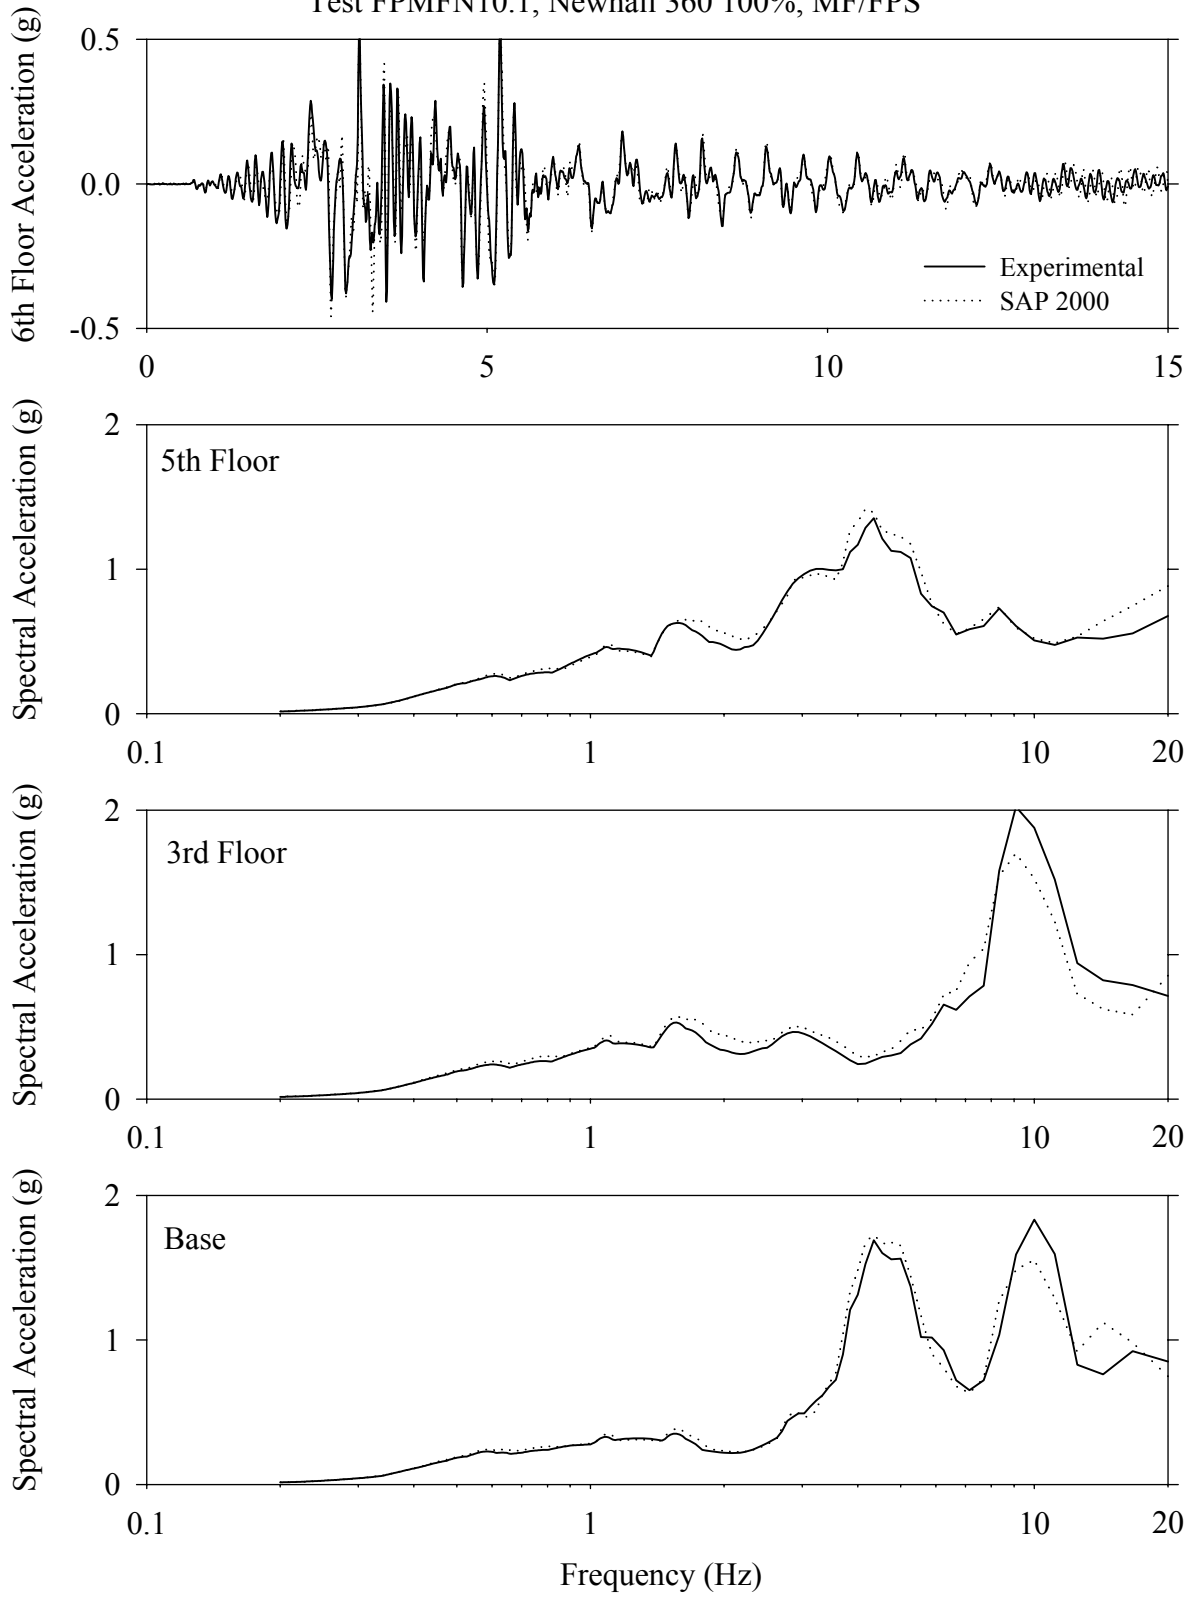 Test FPMFN10.1, Newhall 360 100%, MF/FPS
6th Floor Acceleration (g)
0.5
0.0
-0.5
Experimental
SAP 2000
0 5 10 15
Spectral Acceleration (g)
2
5th Floor
1
0
0.1 1 10 20
Spectral Acceleration (g)
2
3rd Floor
1
0
0.1 1 10 20
Spectral Acceleration (g)
2
Base
1
0
0.1 1 10 20
Frequency (Hz)